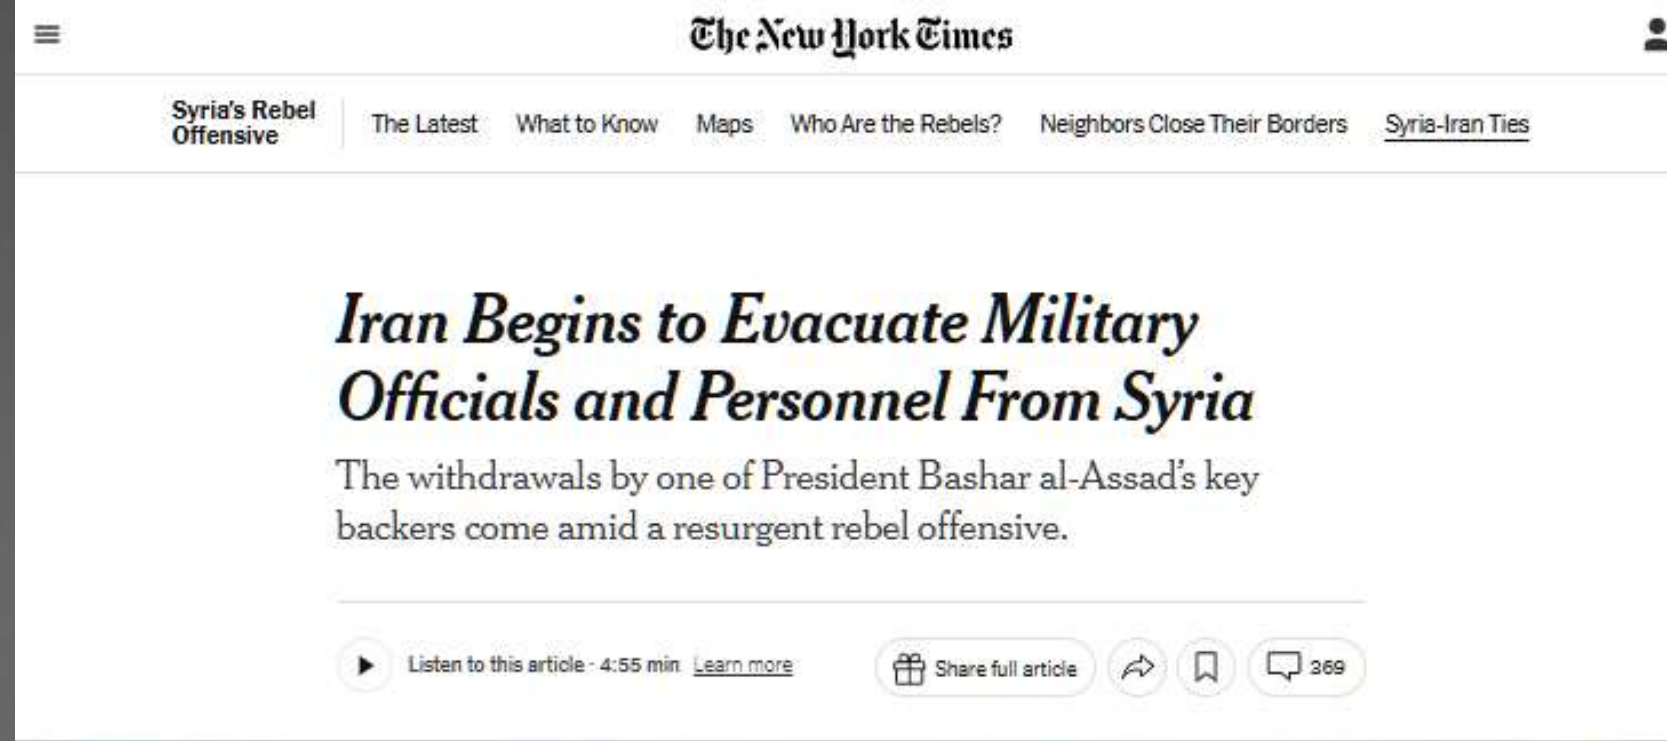 The New York Times
Syria's Rebel
Offensive
The Latest
What to Know
Maps
Who Are the Rebels?
Neighbors Close Their Borders
Syria-Iran Ties
Iran Begins to Evacuate Military
Officials and Personnel From Syria
The withdrawals by one of President Bashar al-Assad's key
backers come amid a resurgent rebel offensive.
Listen to this article · 4:55 min Learn more
Share full article
369